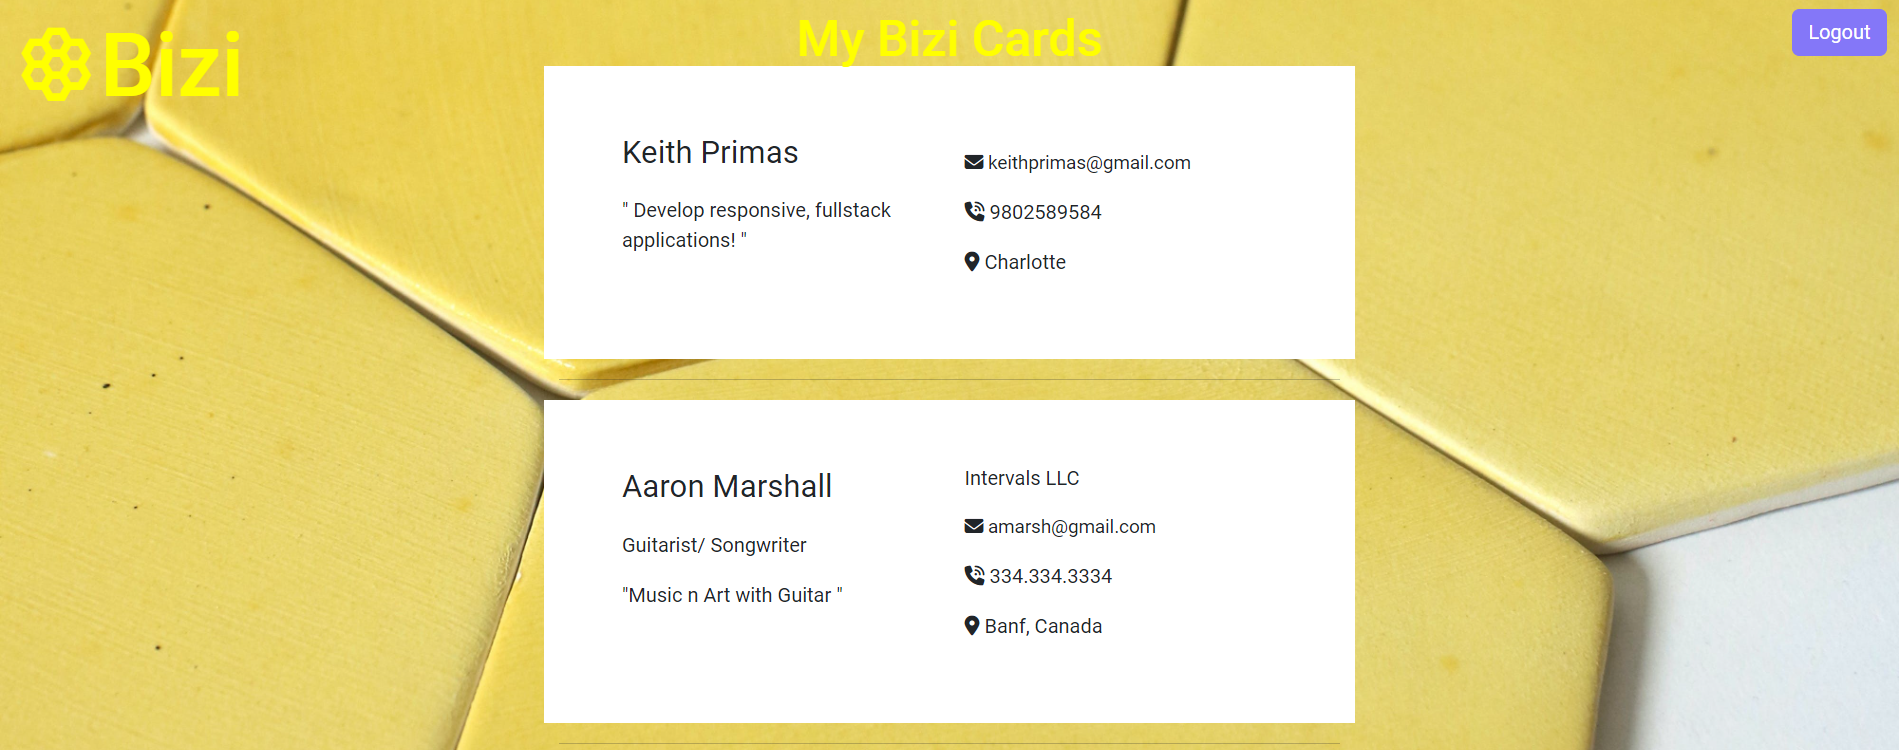 Bizi
My Bizi Cards
Logout
Keith Primas
" Develop responsive, fullstack
applications! "
keithprimas@gmail.com
9802589584
Charlotte
Aaron Marshall
Guitarist/ Songwriter
"Music n Art with Guitar "
Intervals LLC
amarsh@gmail.com
334.334.3334
Banf, Canada